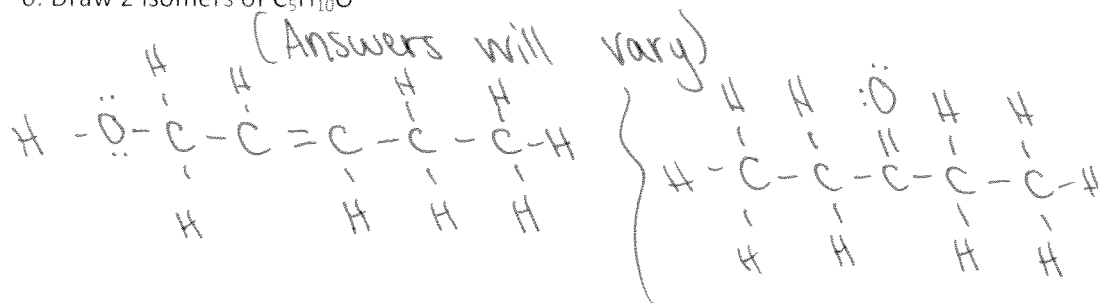 6. Draw 2 isomers of C₅H₁₀O
(Answers will vary)
H H H H H H :Ö H H
H - Ö - C - C = C - C - C - H H - C - C - C - C - C - H
H H H H H H H H